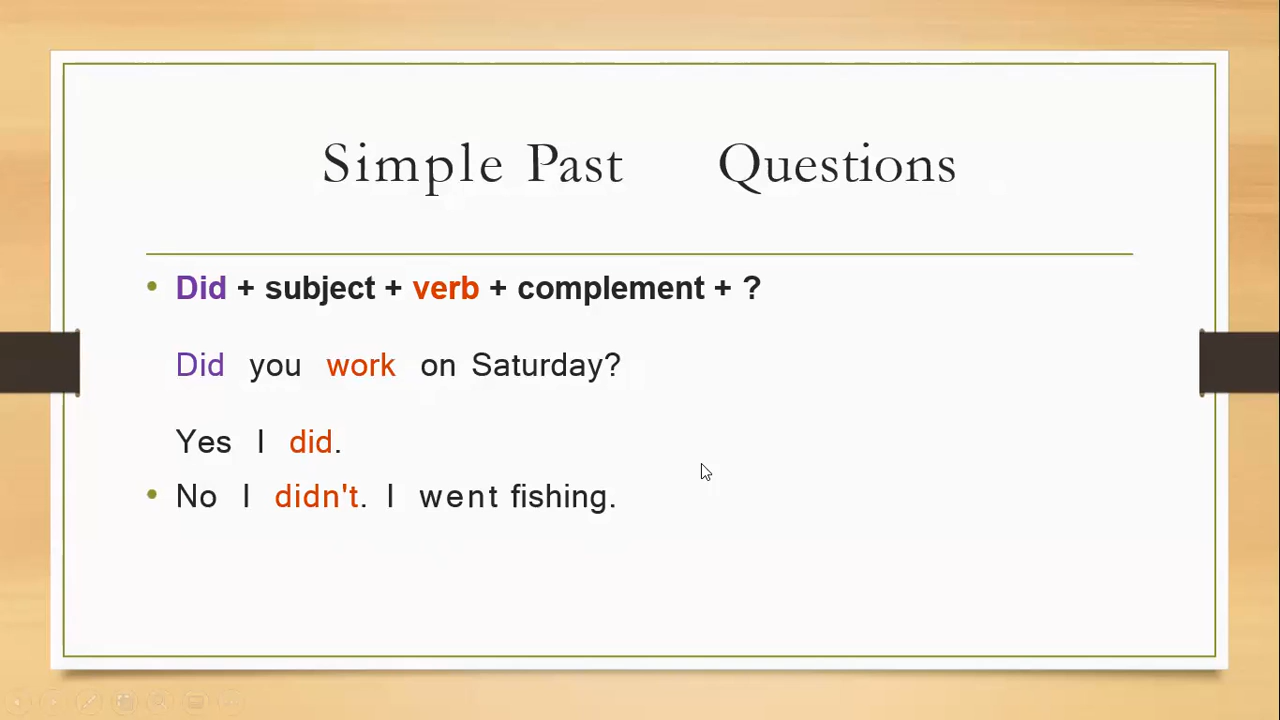 Simple Past Questions
• Did + subject + verb + complement + ?
Did you work on Saturday?
Yes I did.
• No I didn't. I went fishing.